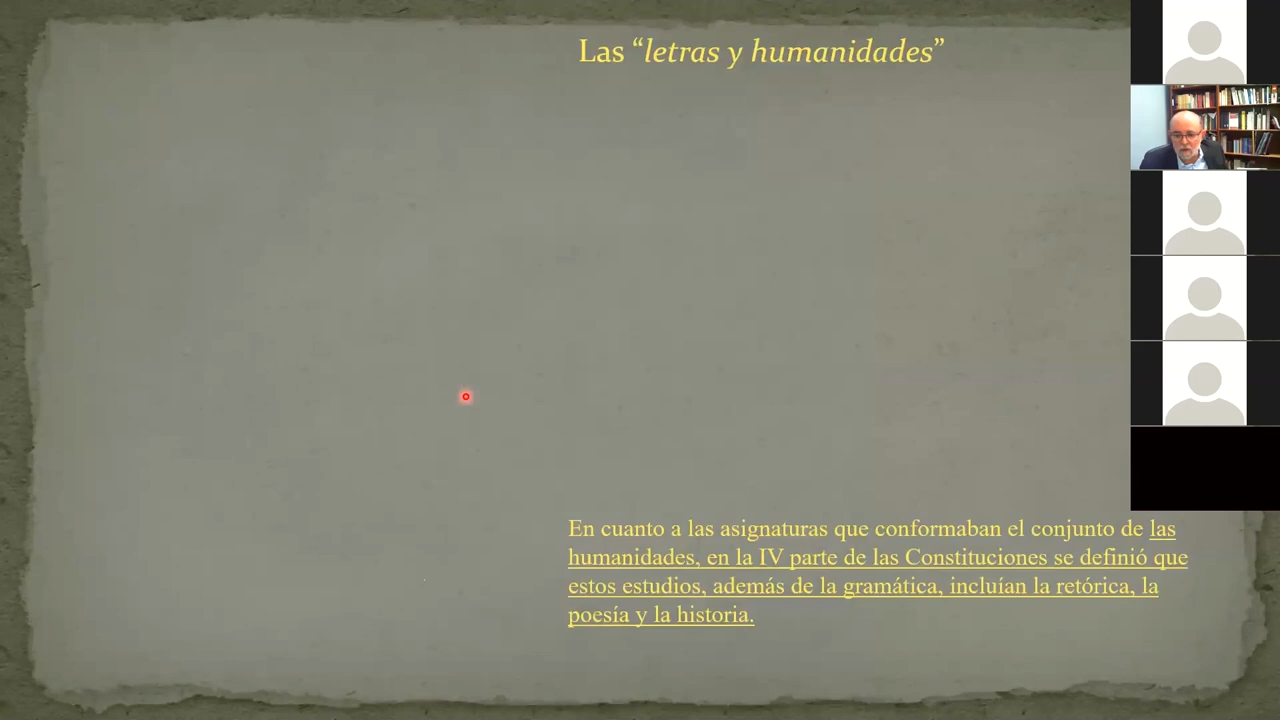 Las “letras y humanidades”
En cuanto a las asignaturas que conformaban el conjunto de las
humanidades, en la IV parte de las Constituciones se definió que
estos estudios, además de la gramática, incluían la retórica, la
poesía y la historia.